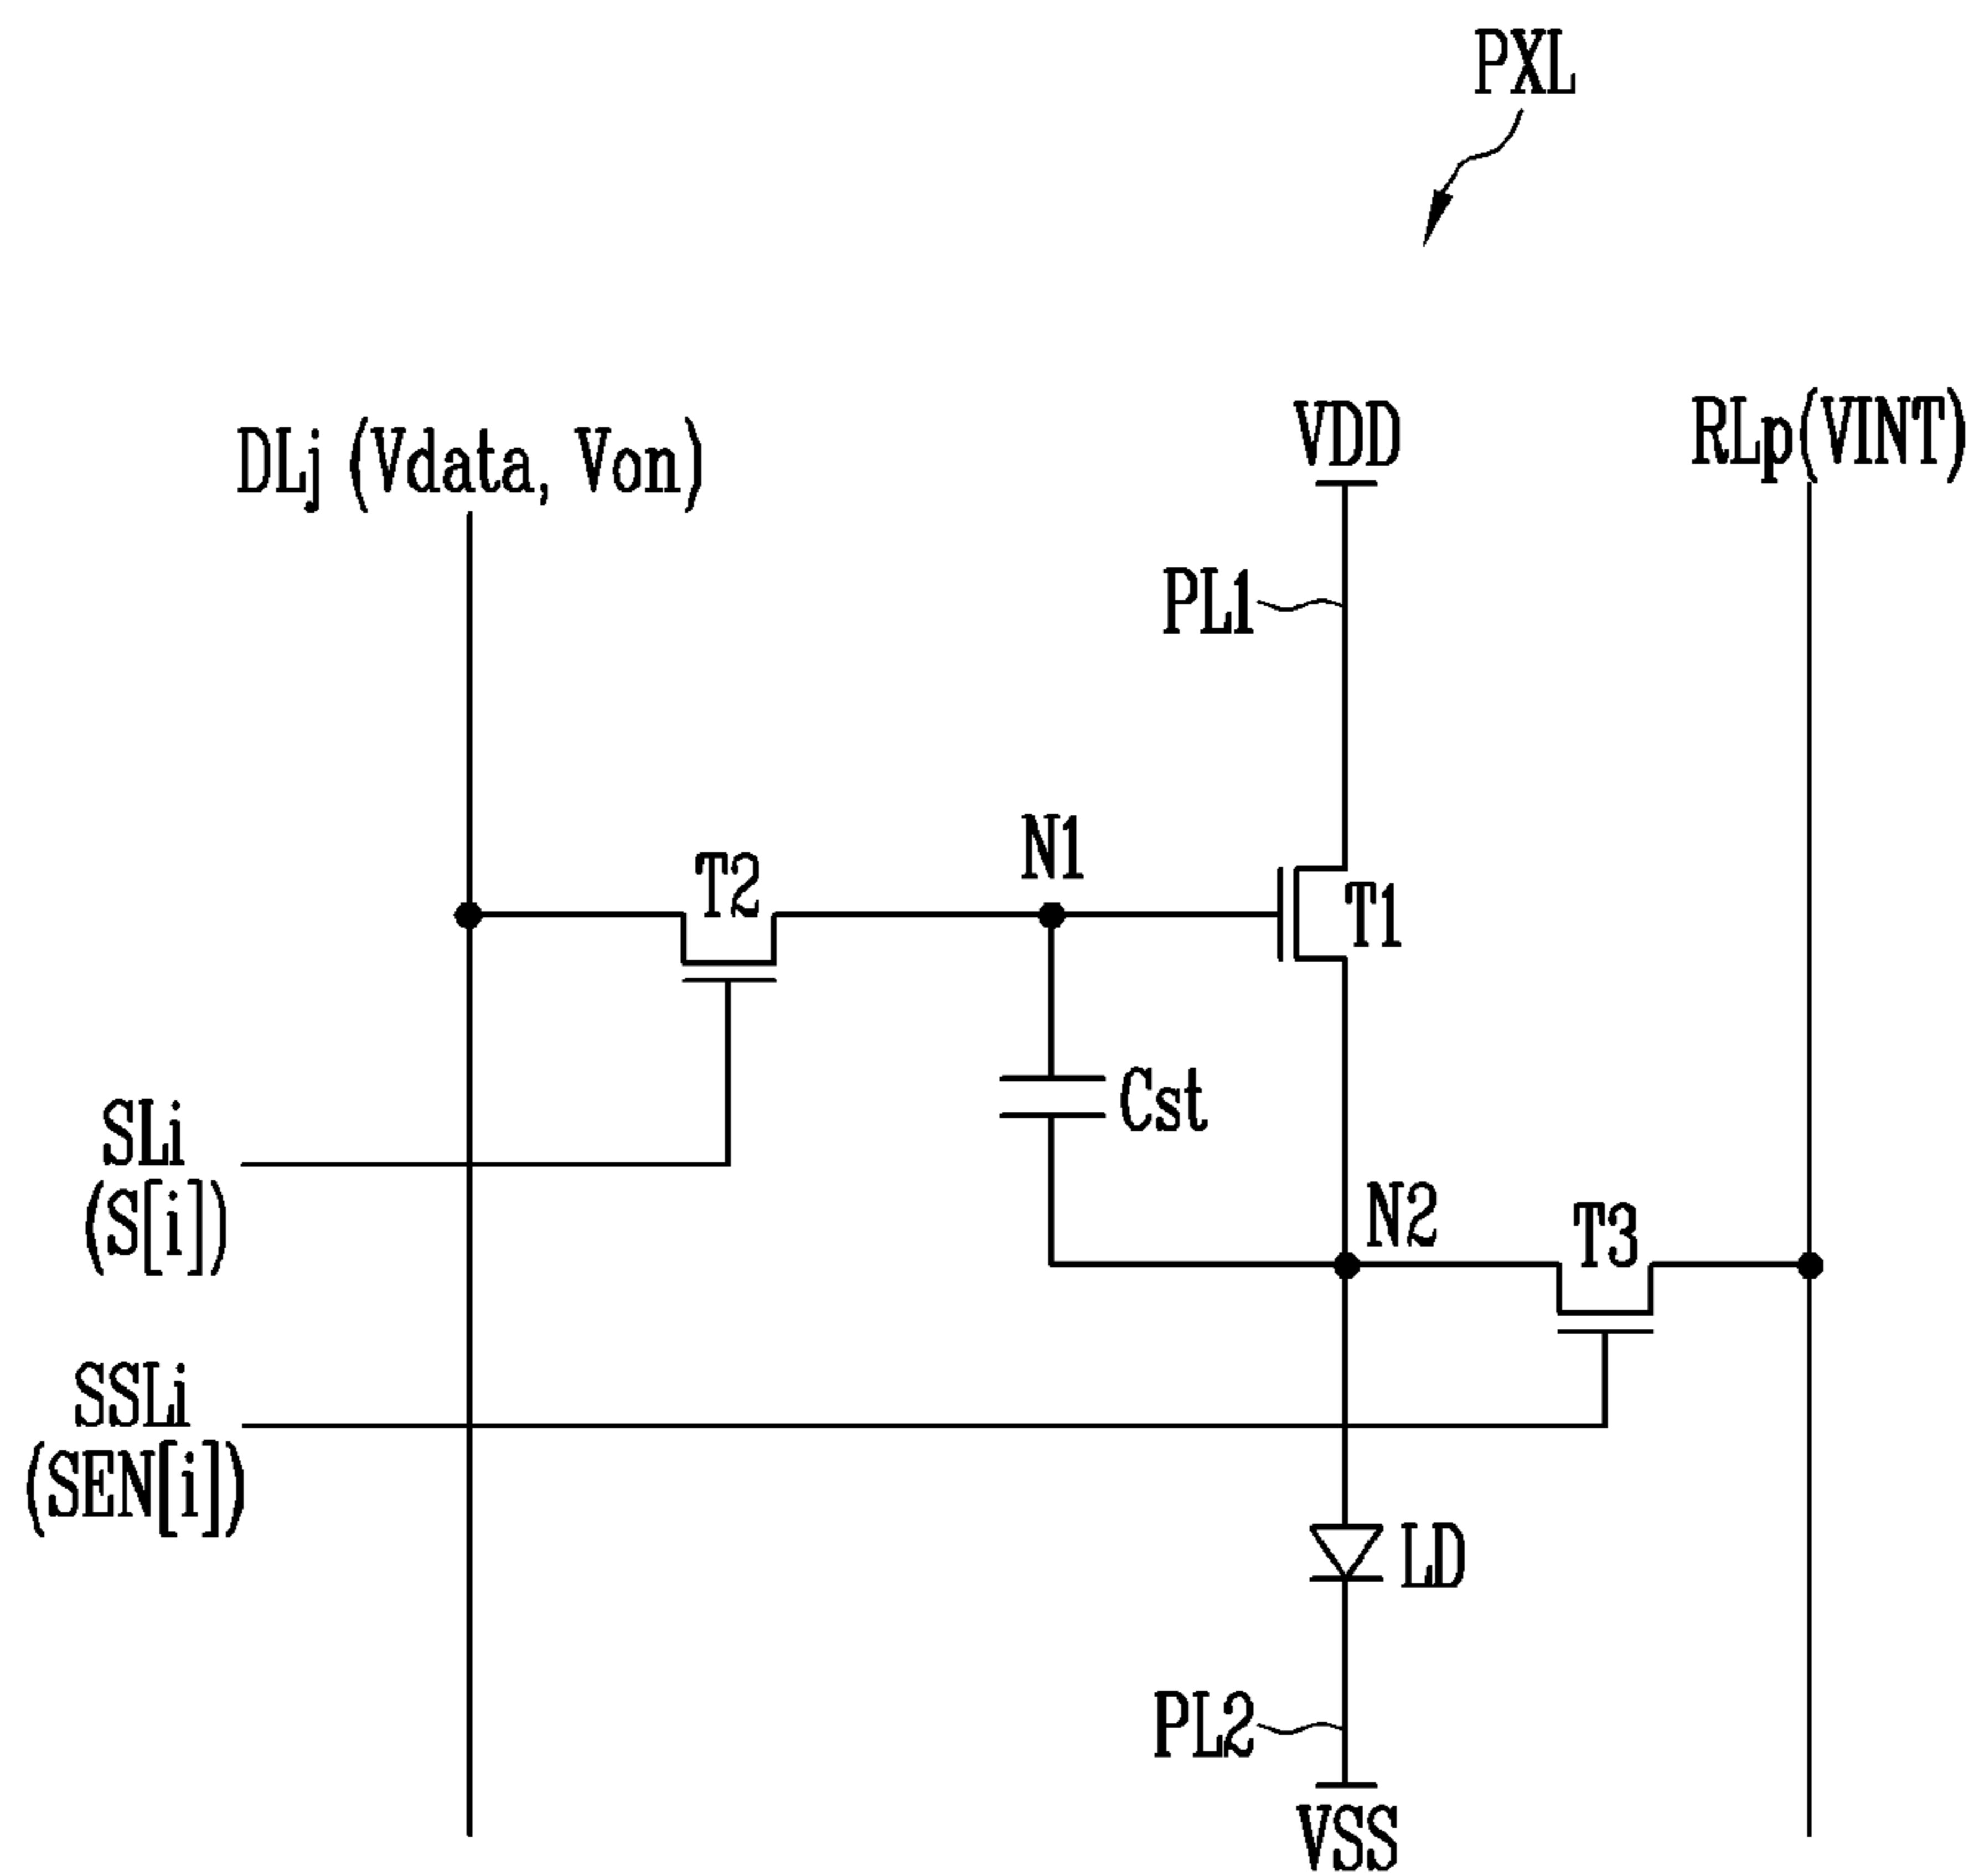 PXL
DLj (Vdata, Von)
VDD
RLp(VINT)
PL1
N1
T2
T1
Cst
SLi
(S[i])
N2
T3
SSLi
(SEN[i])
LD
PL2
VSS